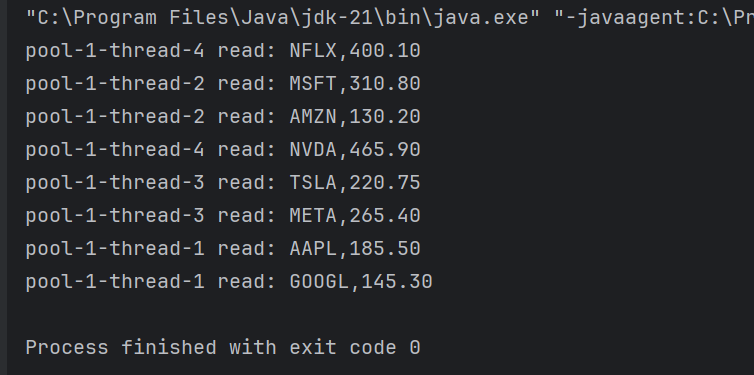 "C:\Program Files\Java\jdk-21\bin\java.exe" "-javaagent:C:\Pr
pool-1-thread-4 read: NFLX,400.10
pool-1-thread-2 read: MSFT,310.80
pool-1-thread-2 read: AMZN,130.20
pool-1-thread-4 read: NVDA,465.90
pool-1-thread-3 read: TSLA,220.75
pool-1-thread-3 read: META,265.40
pool-1-thread-1 read: AAPL,185.50
pool-1-thread-1 read: GOOGL,145.30
Process finished with exit code 0